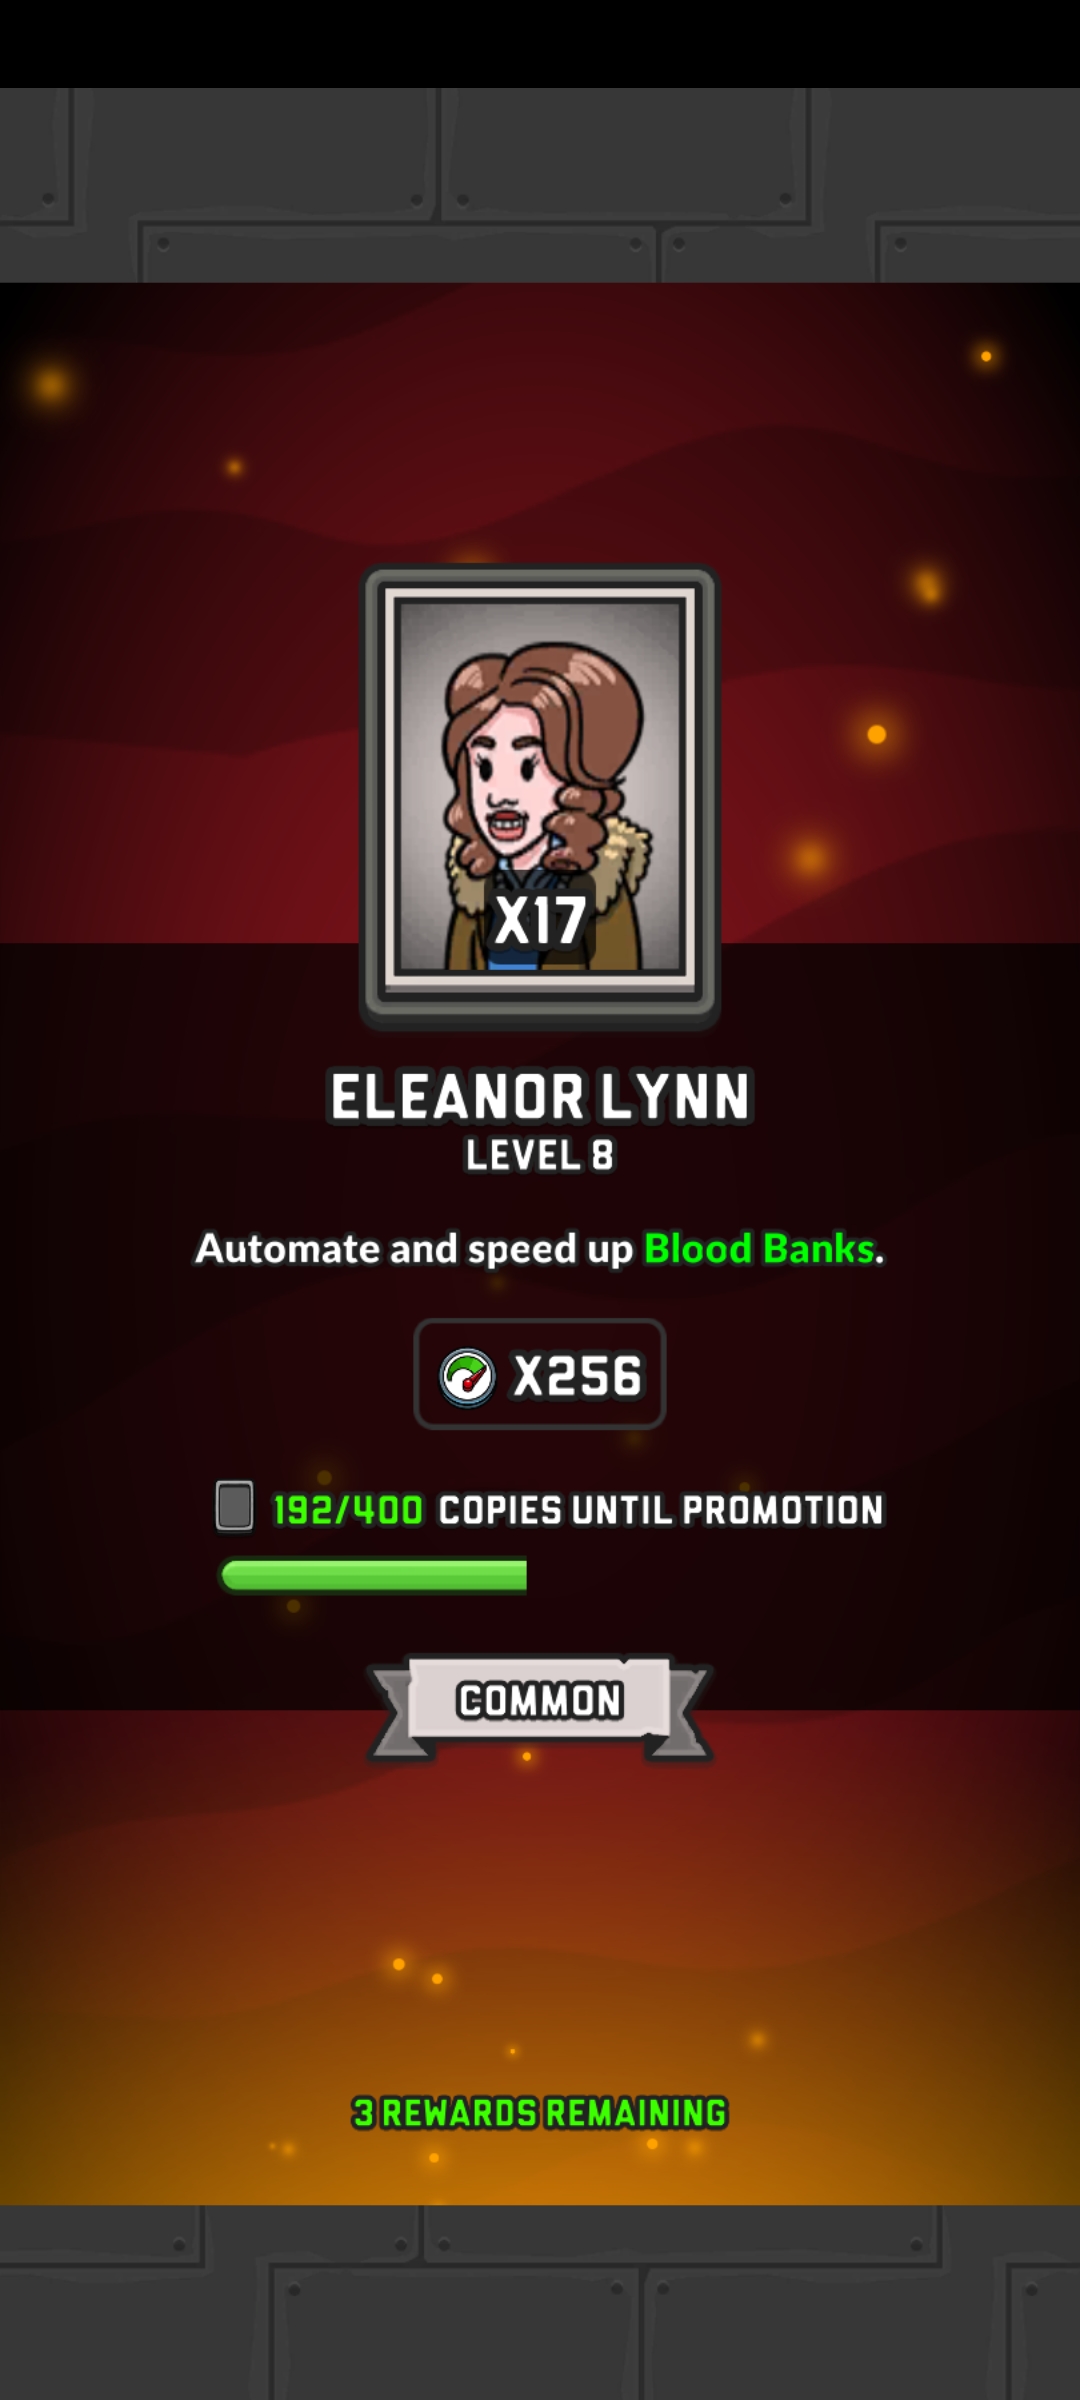 X17
ELEANOR LYNN
LEVEL 8
Automate and speed up Blood Banks.
X256
192/400 COPIES UNTIL PROMOTION
COMMON
3 REWARDS REMAINING